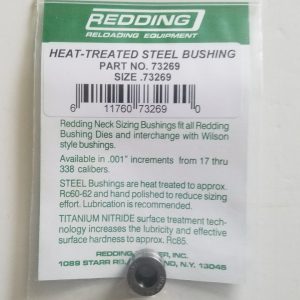 REDDING
RELOADING EQUIPMENT
HEAT-TREATED STEEL BUSHING
PART NO. 73269
SIZE .73269
6 11760 73269 0
Redding Neck Sizing Bushings fit all Redding
Bushing Dies and interchange with Wilson
style bushings.
Available in .001" increments from 17 thru
338 calibers.
STEEL Bushings are heat treated to approx.
Rc60-62 and hand polished to reduce sizing
effort. Lubrication is recommended.
TITANIUM NITRIDE surface treatment tech-
nology increases the lubricity and effective
surface hardness to approx. Rc85.
REDDING
INC.
1089 STARR RD.
N.Y. 13045